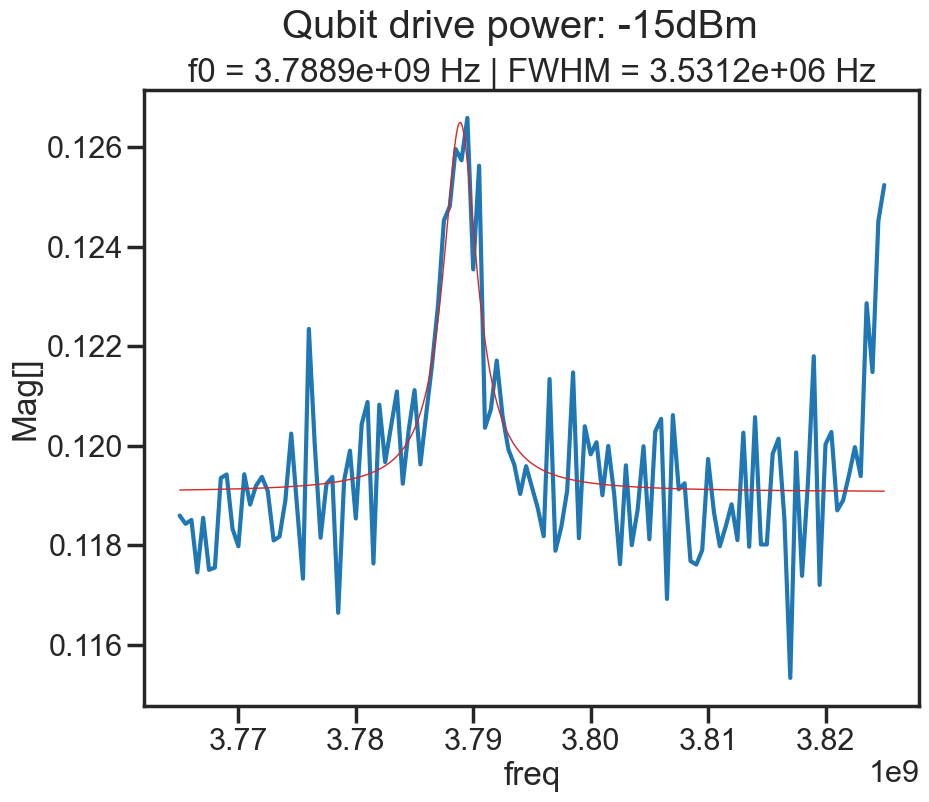 Qubit drive power: -15dBm
f0 = 3.7889e+09 Hz | FWHM = 3.5312e+06 Hz
0.126
0.124
0.122
0.120
0.118
0.116
Mag[]
3.77 3.78 3.79 3.80 3.81 3.82
freq
1e9